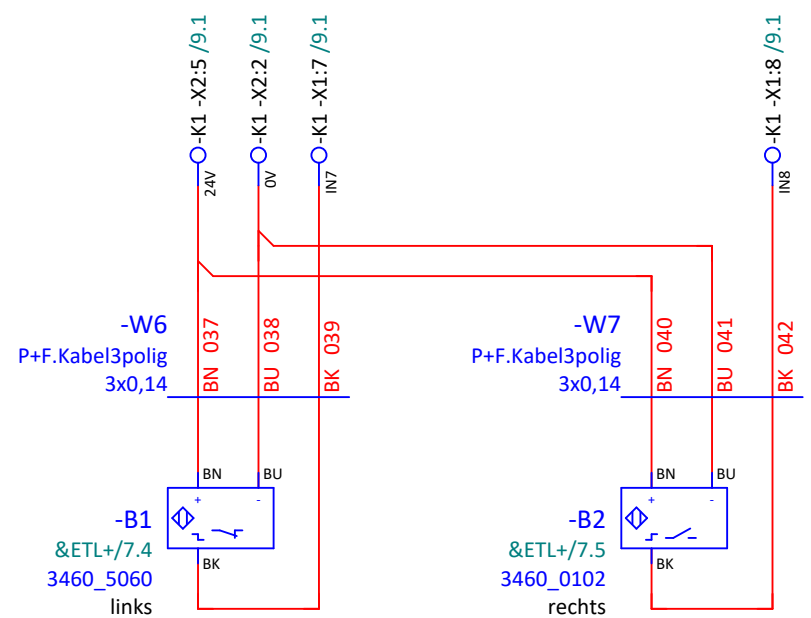 -K1 -X2:5 /9.1
-K1 -X2:2 /9.1
-K1 -X1:7 /9.1
-K1 -X1:8 /9.1
24V
0V
IN7
IN8
-W6
P+F.Kabel3polig
3x0,14
BN 037
BU 038
BK 039
-W7
P+F.Kabel3polig
3x0,14
BN 040
BU 041
BK 042
BN
BU
+ -
-B1
&ETL+/7.4
3460_5060
links
BK
BN
BU
+ -
-B2
&ETL+/7.5
3460_0102
rechts
BK